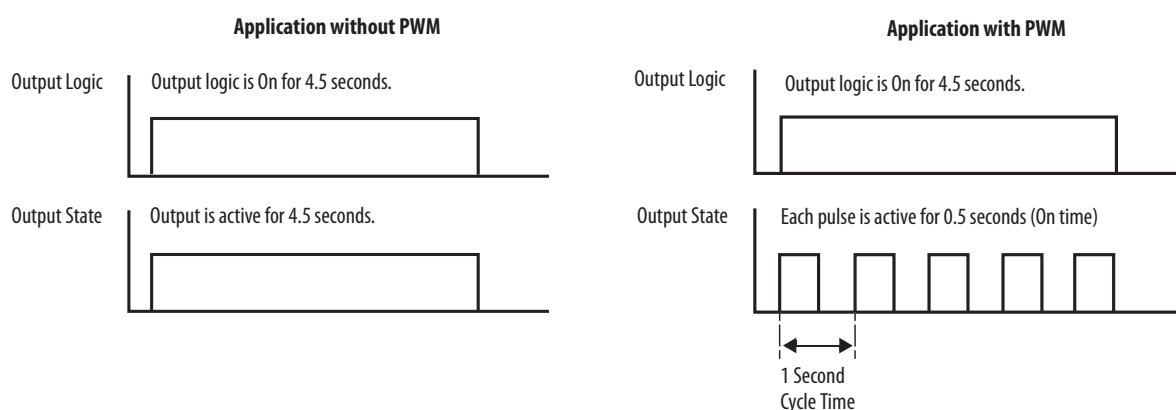 Application without PWM
Output Logic
Output logic is On for 4.5 seconds.
Output State
Output is active for 4.5 seconds.
Application with PWM
Output Logic
Output logic is On for 4.5 seconds.
Output State
Each pulse is active for 0.5 seconds (On time)
1 Second
Cycle Time